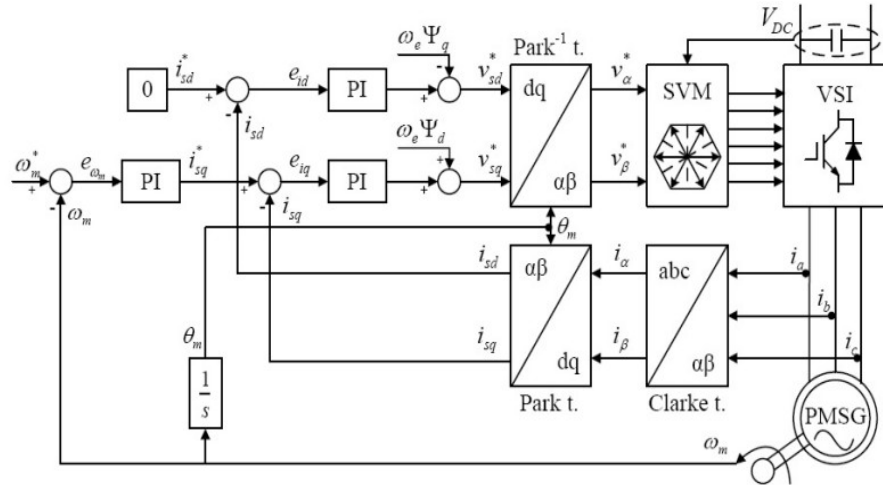 V_DC
Park⁻¹ t.
ω_e Ψ_q
i*_sd
e_id
v*_sd
v*_α
0
+
-
PI
+
-
dq
SVM
VSI
i_sd
ω_e Ψ_d
ω*_m
e_ωm
i*_sq
e_iq
v*_sq
v*_β
+
-
PI
+
-
PI
+
+
αβ
ω_m
i_sq
θ_m
i_sd
αβ
i_α
abc
i_a
i_b
θ_m
i_sq
dq
i_β
αβ
i_c
1
s
Park t.
Clarke t.
PMSG
ω_m